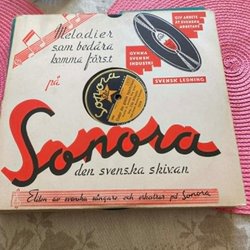 Melodier
som bedåra
komma först
på
GIV ARBETE
ÅT SVENSKA
ARBETARE
GYNNA
SVENSK
INDUSTRI
SVENSK LEDNING
sonora
Sonora
den svenska skivan
Eliten av svenska sångare och orkestrar på Sonora